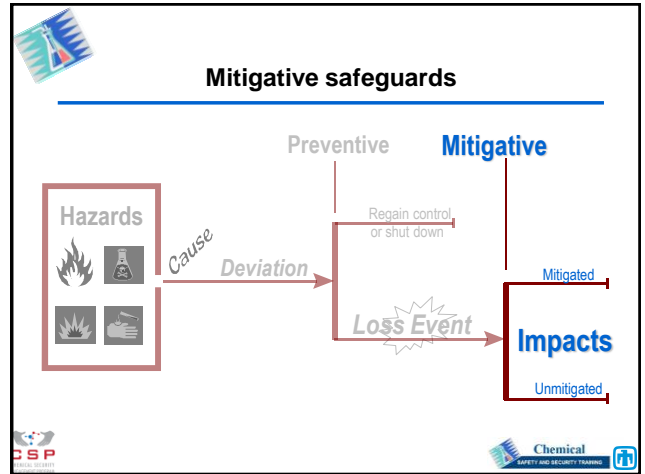 Mitigative safeguards
Preventive
Mitigative
Hazards
Cause
Deviation
Regain control
or shut down
Loss Event
Mitigated
Impacts
Unmitigated
CSP
Chemical
SAFETY AND SECURITY TRAINING